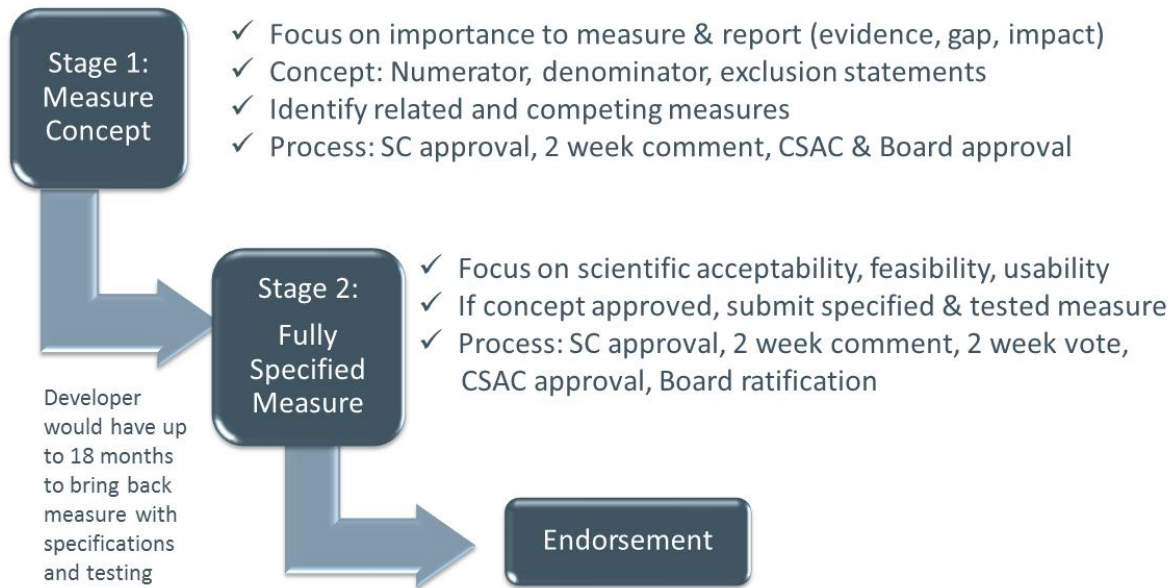 Stage 1:
Measure
Concept
✓ Focus on importance to measure & report (evidence, gap, impact)
✓ Concept: Numerator, denominator, exclusion statements
✓ Identify related and competing measures
✓ Process: SC approval, 2 week comment, CSAC & Board approval
Stage 2:
Fully
Specified
Measure
✓ Focus on scientific acceptability, feasibility, usability
✓ If concept approved, submit specified & tested measure
✓ Process: SC approval, 2 week comment, 2 week vote,
CSAC approval, Board ratification
Developer
would have up
to 18 months
to bring back
measure with
specifications
and testing
Endorsement